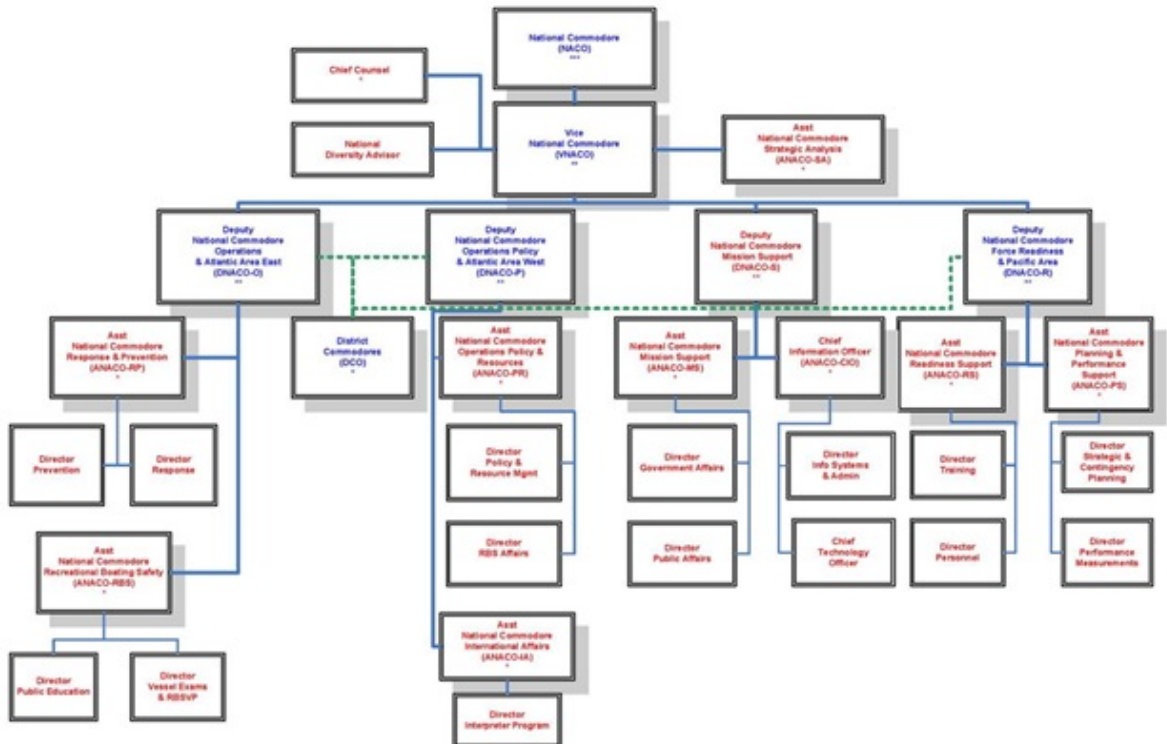 National Commodore
(NACO)
***
Chief Counsel
*
Vice
National Commodore
(VNACO)
**
National
Diversity Advisor
Asst
National Commodore
Strategic Analysis
(ANACO-SA)
*
Deputy
National Commodore
Operations
& Atlantic Area East
(DNACO-O)
**
Deputy
National Commodore
Operations Policy
& Atlantic Area West
(DNACO-P)
**
Deputy
National Commodore
Mission Support
(DNACO-S)
**
Deputy
National Commodore
Force Readiness
& Pacific Area
(DNACO-R)
**
Asst
National Commodore
Response & Prevention
(ANACO-RP)
*
District
Commodores
(DCO)
*
Asst
National Commodore
Operations Policy &
Resources
(ANACO-PR)
*
Asst
National Commodore
Mission Support
(ANACO-MS)
*
Chief
Information Officer
(ANACO-CIO)
*
Asst
National Commodore
Readiness Support
(ANACO-RS)
*
Asst
National Commodore
Planning &
Performance
Support
(ANACO-PS)
*
Director
Prevention
Director
Response
Director
Policy &
Resource Mgmt
Director
Government Affairs
Director
Info Systems
& Admin
Director
Training
Director
Strategic &
Contingency
Planning
Director
RBS Affairs
Director
Public Affairs
Chief
Technology
Officer
Director
Personnel
Director
Performance
Measurements
Asst
National Commodore
Recreational Boating Safety
(ANACO-RBS)
*
Asst
National Commodore
International Affairs
(ANACO-IA)
*
Director
Public Education
Director
Vessel Exams
& RBSVP
Director
Interpreter Program